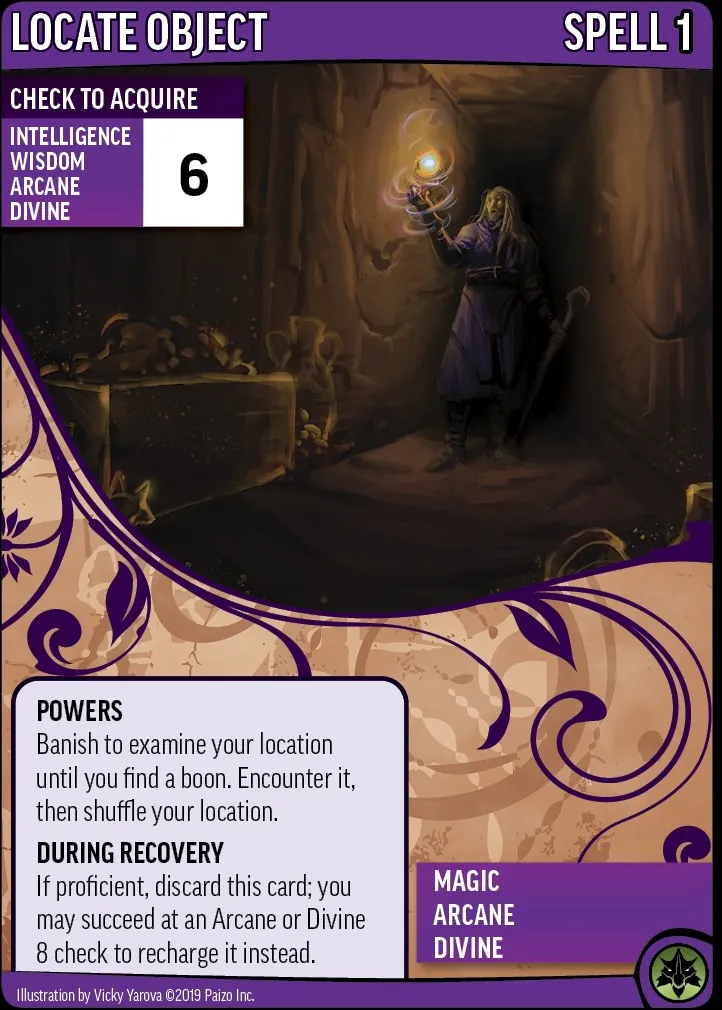 LOCATE OBJECT
SPELL 1
CHECK TO ACQUIRE
INTELLIGENCE
WISDOM
ARCANE
DIVINE
6
POWERS
Banish to examine your location
until you find a boon. Encounter it,
then shuffle your location.
DURING RECOVERY
If proficient, discard this card; you
may succeed at an Arcane or Divine
8 check to recharge it instead.
MAGIC
ARCANE
DIVINE
Illustration by Vicky Yarova ©2019 Paizo Inc.